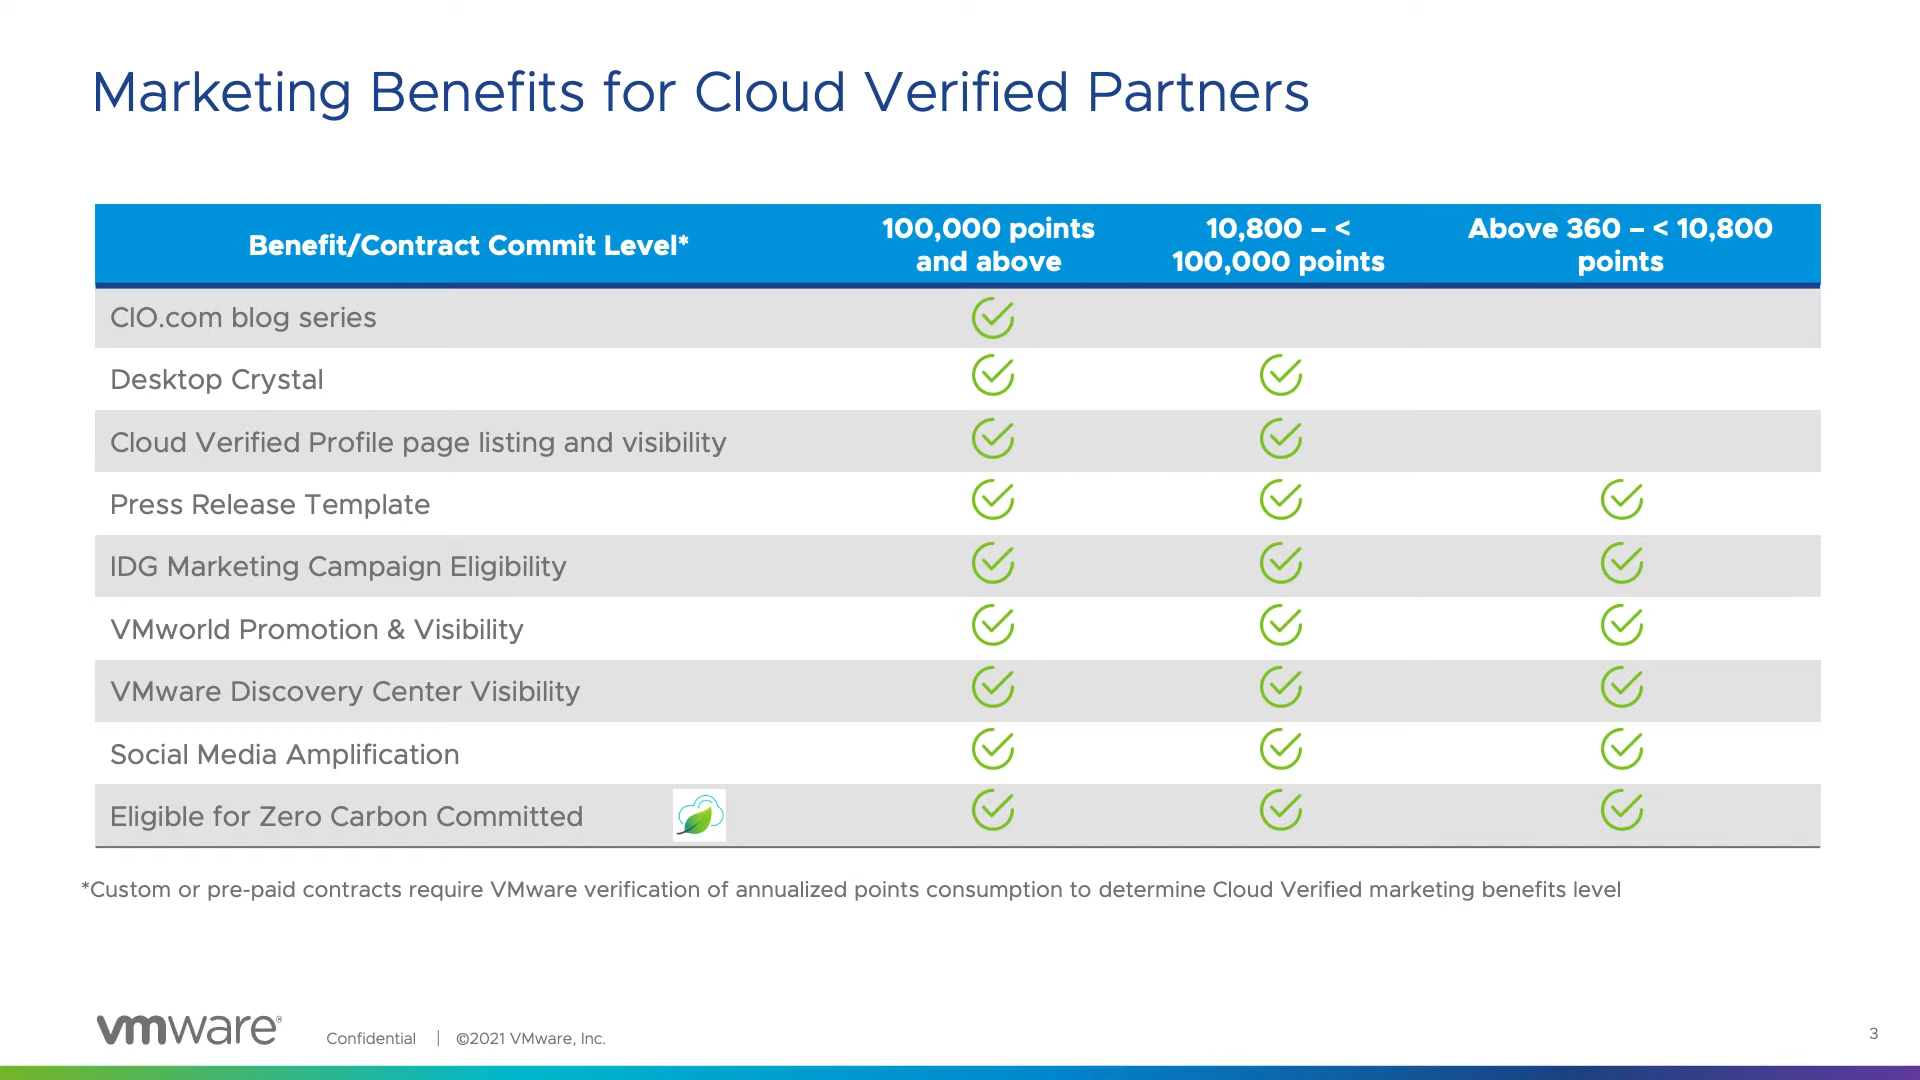 Marketing Benefits for Cloud Verified Partners
Benefit/Contract Commit Level*
100,000 points
and above
10,800 – <
100,000 points
Above 360 – < 10,800
points
CIO.com blog series
Desktop Crystal
Cloud Verified Profile page listing and visibility
Press Release Template
IDG Marketing Campaign Eligibility
VMworld Promotion & Visibility
VMware Discovery Center Visibility
Social Media Amplification
Eligible for Zero Carbon Committed
*Custom or pre-paid contracts require VMware verification of annualized points consumption to determine Cloud Verified marketing benefits level
vmware®
Confidential | ©2021 VMware, Inc.
3